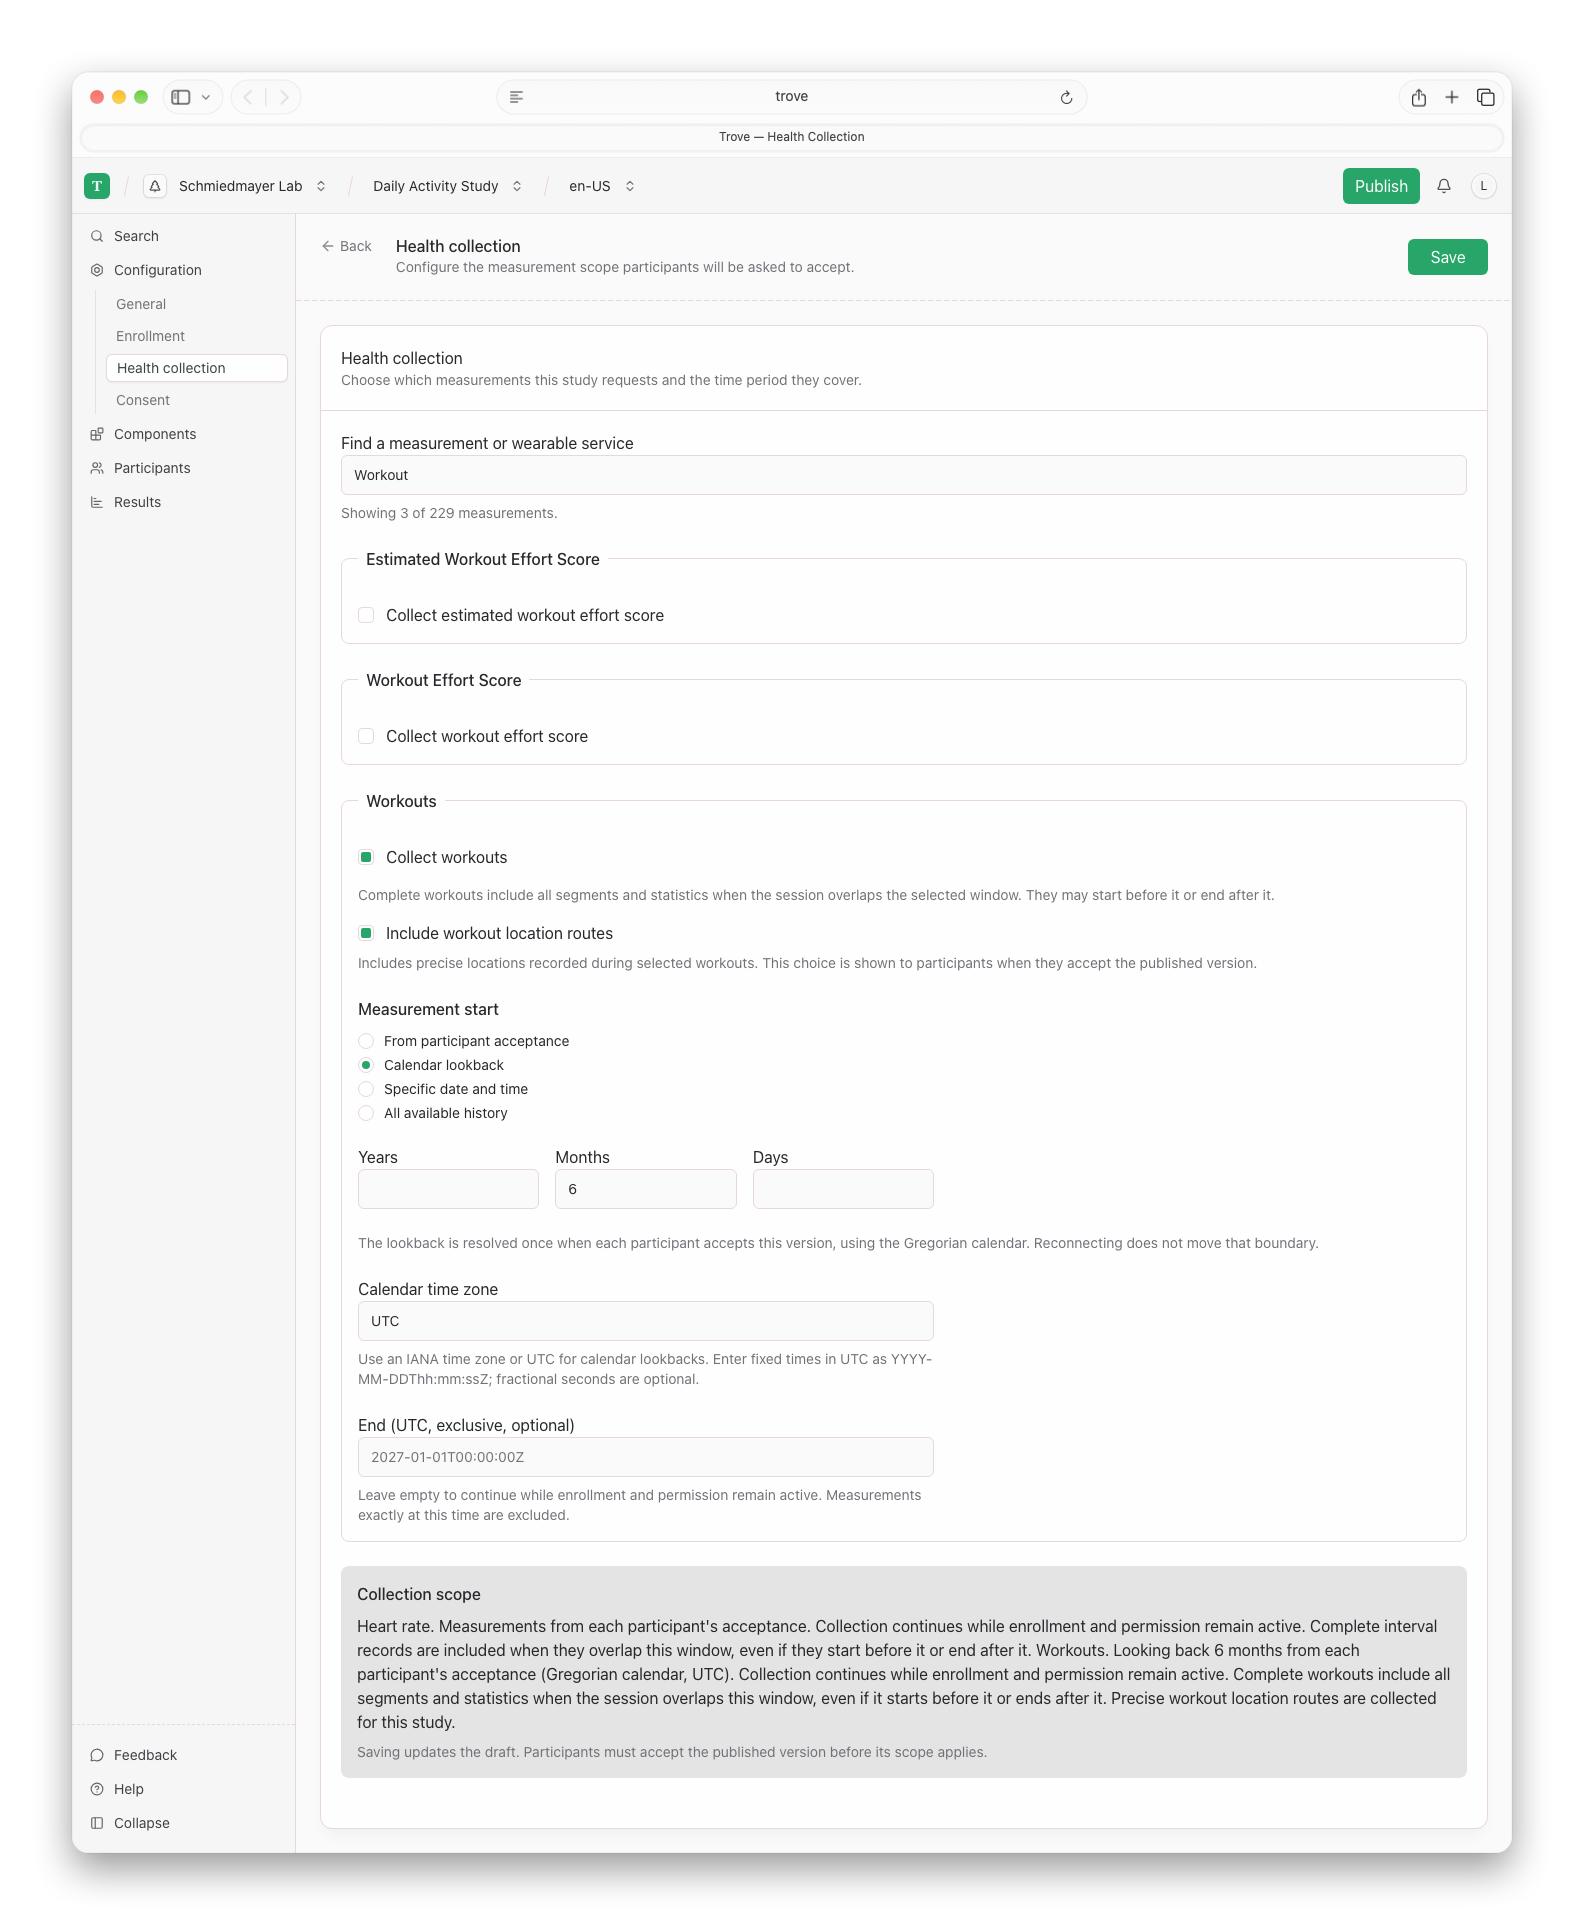 trove
Trove — Health Collection
T
Schmiedmayer Lab
Daily Activity Study
en-US
Publish
L
Search
Configuration
General
Enrollment
Health collection
Consent
Components
Participants
Results
Back
Health collection
Configure the measurement scope participants will be asked to accept.
Save
Health collection
Choose which measurements this study requests and the time period they cover.
Find a measurement or wearable service
Workout
Showing 3 of 229 measurements.
Estimated Workout Effort Score
Collect estimated workout effort score
Workout Effort Score
Collect workout effort score
Workouts
Collect workouts
Complete workouts include all segments and statistics when the session overlaps the selected window. They may start before it or end after it.
Include workout location routes
Includes precise locations recorded during selected workouts. This choice is shown to participants when they accept the published version.
Measurement start
From participant acceptance
Calendar lookback
Specific date and time
All available history
Years
Months
Days
6
The lookback is resolved once when each participant accepts this version, using the Gregorian calendar. Reconnecting does not move that boundary.
Calendar time zone
UTC
Use an IANA time zone or UTC for calendar lookbacks. Enter fixed times in UTC as YYYY-
MM-DDThh:mm:ssZ; fractional seconds are optional.
End (UTC, exclusive, optional)
2027-01-01T00:00:00Z
Leave empty to continue while enrollment and permission remain active. Measurements
exactly at this time are excluded.
Collection scope
Heart rate. Measurements from each participant's acceptance. Collection continues while enrollment and permission remain active. Complete interval
records are included when they overlap this window, even if they start before it or end after it. Workouts. Looking back 6 months from each
participant's acceptance (Gregorian calendar, UTC). Collection continues while enrollment and permission remain active. Complete workouts include all
segments and statistics when the session overlaps this window, even if it starts before it or ends after it. Precise workout location routes are collected
for this study.
Saving updates the draft. Participants must accept the published version before its scope applies.
Feedback
Help
Collapse